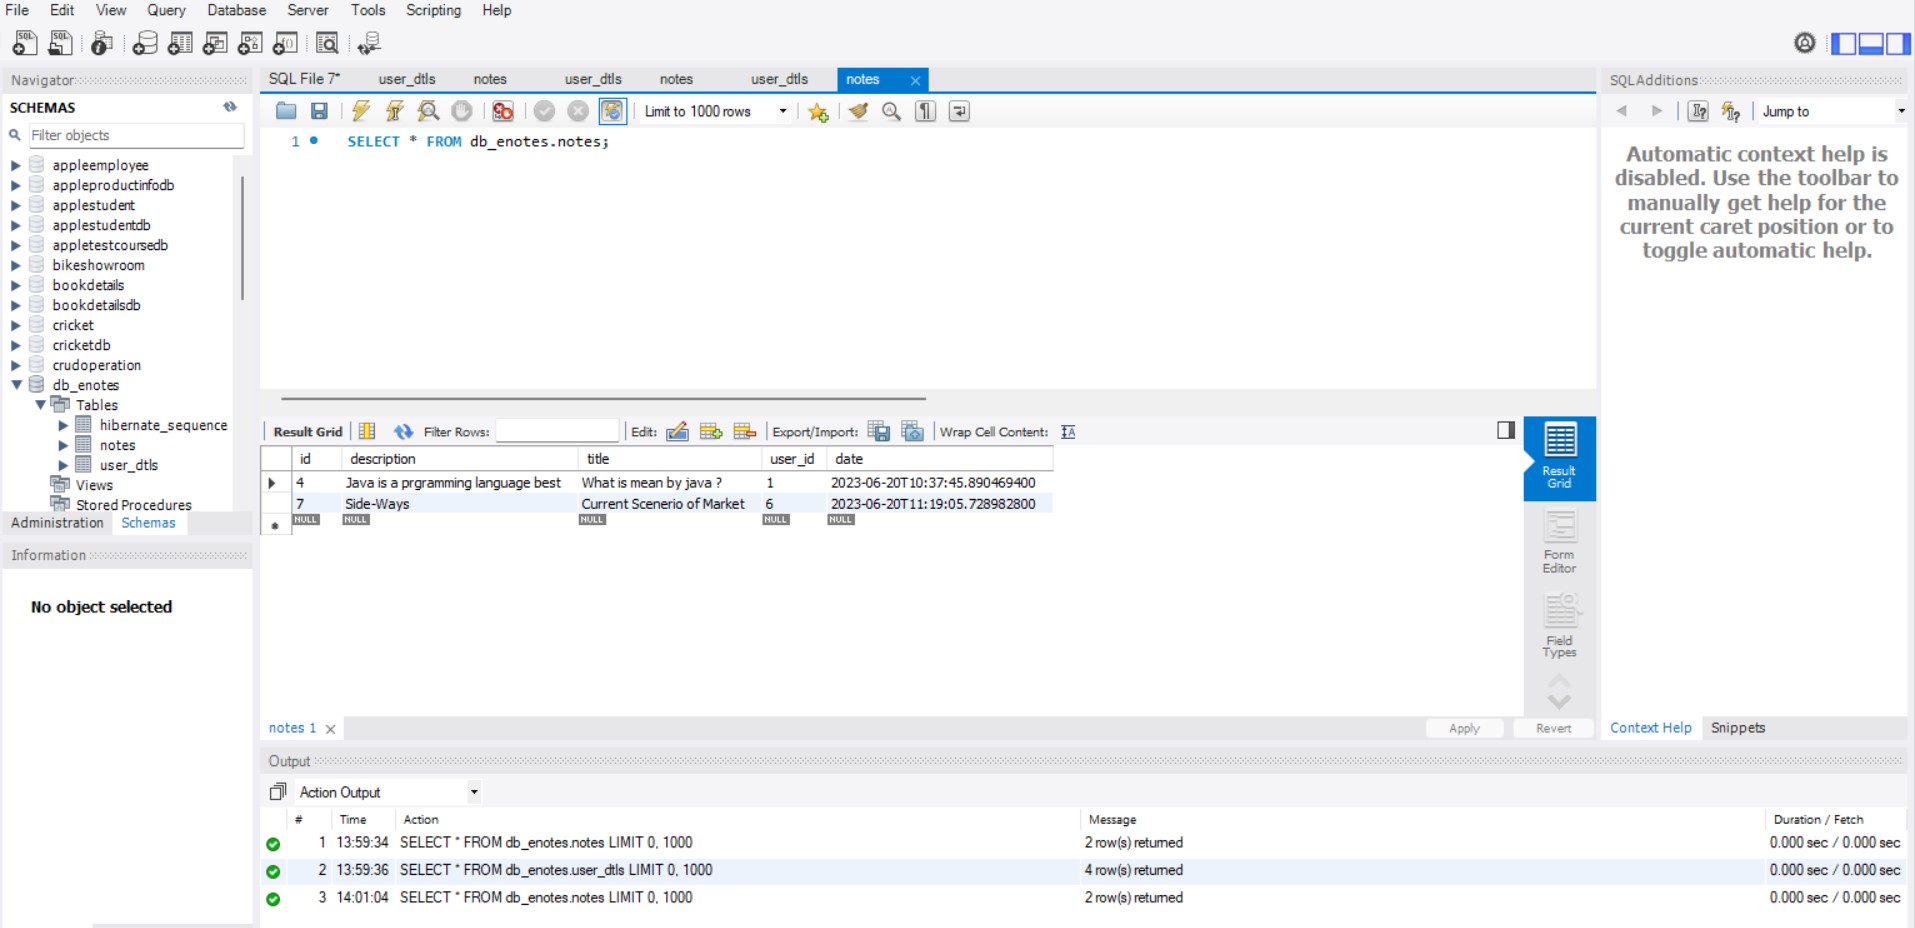 File Edit View Query Database Server Tools Scripting Help
Navigator
SCHEMAS
Filter objects
appleemployee
appleproductinfodb
applestudent
applestudentdb
appletestcoursedb
bikeshowroom
bookdetails
bookdetailsdb
cricket
cricketdb
crudoperation
db_enotes
Tables
hibernate_sequence
notes
user_dtls
Views
Stored Procedures
Administration Schemas
Information
No object selected
SQL File 7* user_dtls notes user_dtls notes user_dtls notes
Limit to 1000 rows
1 SELECT * FROM db_enotes.notes;
Result Grid Filter Rows: Edit: Export/Import: Wrap Cell Content:
id description title user_id date
4 Java is a prgramming language best What is mean by java ? 1 2023-06-20T10:37:45.890469400
7 Side-Ways Current Scenerio of Market 6 2023-06-20T11:19:05.728982800
NULL NULL NULL NULL NULL
Result
Grid
Form
Editor
Field
Types
notes 1 Apply Revert
SQLAdditions
Jump to
Automatic context help is
disabled. Use the toolbar to
manually get help for the
current caret position or to
toggle automatic help.
Context Help Snippets
Output
Action Output
# Time Action Message Duration / Fetch
1 13:59:34 SELECT * FROM db_enotes.notes LIMIT 0, 1000 2 row(s) returned 0.000 sec / 0.000 sec
2 13:59:36 SELECT * FROM db_enotes.user_dtls LIMIT 0, 1000 4 row(s) returned 0.000 sec / 0.000 sec
3 14:01:04 SELECT * FROM db_enotes.notes LIMIT 0, 1000 2 row(s) returned 0.000 sec / 0.000 sec